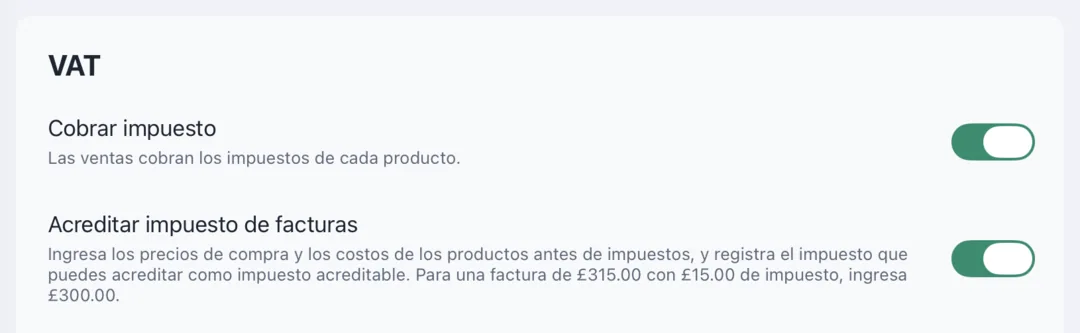 VAT
Cobrar impuesto
Las ventas cobran los impuestos de cada producto.
Acreditar impuesto de facturas
Ingresa los precios de compra y los costos de los productos antes de impuestos, y registra el impuesto que
puedes acreditar como impuesto acreditable. Para una factura de £315.00 con £15.00 de impuesto, ingresa
£300.00.